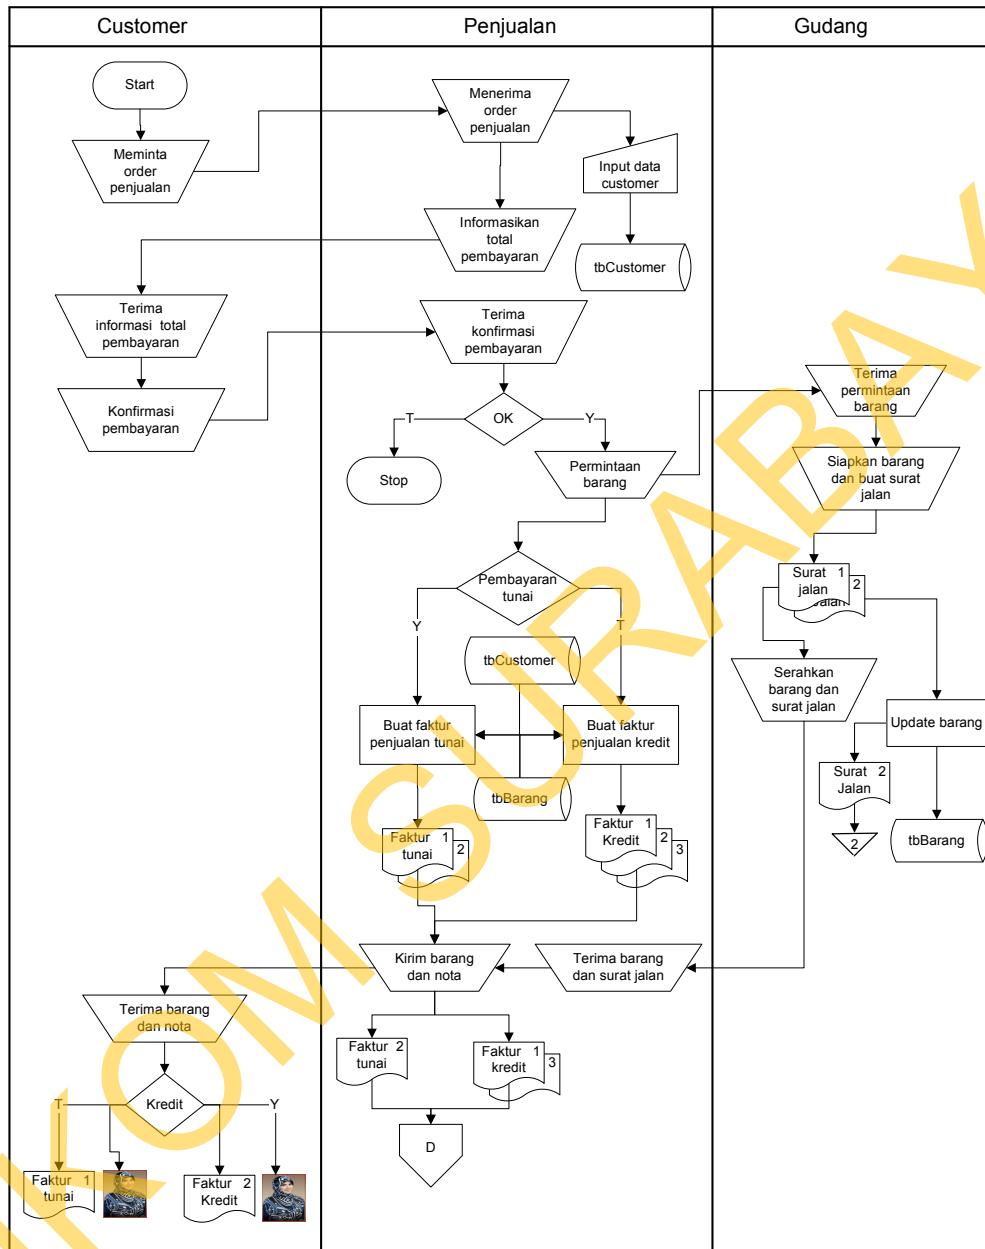 Customer
Penjualan
Gudang
Start
Meminta
order
penjualan
Menerima
order
penjualan
Input data
customer
Informasikan
total
pembayaran
tbCustomer
Terima
informasi total
pembayaran
Terima
konfirmasi
pembayaran
Konfirmasi
pembayaran
T
OK
Y
Stop
Permintaan
barang
Terima
permintaan
barang
Siapkan barang
dan buat surat
jalan
Surat 1
jalan
2
jalan
Pembayaran
tunai
Y
T
tbCustomer
Serahkan
barang dan
surat jalan
Buat faktur
penjualan tunai
Buat faktur
penjualan kredit
Update barang
tbBarang
Surat 2
Jalan
2
tbBarang
Faktur 1
tunai
2
Faktur 1
Kredit
2
3
Kirim barang
dan nota
Terima barang
dan surat jalan
Terima barang
dan nota
Faktur 2
tunai
Faktur 1
kredit
3
T
Kredit
Y
D
Faktur 1
tunai
Faktur 2
Kredit
IKOM SURABAY